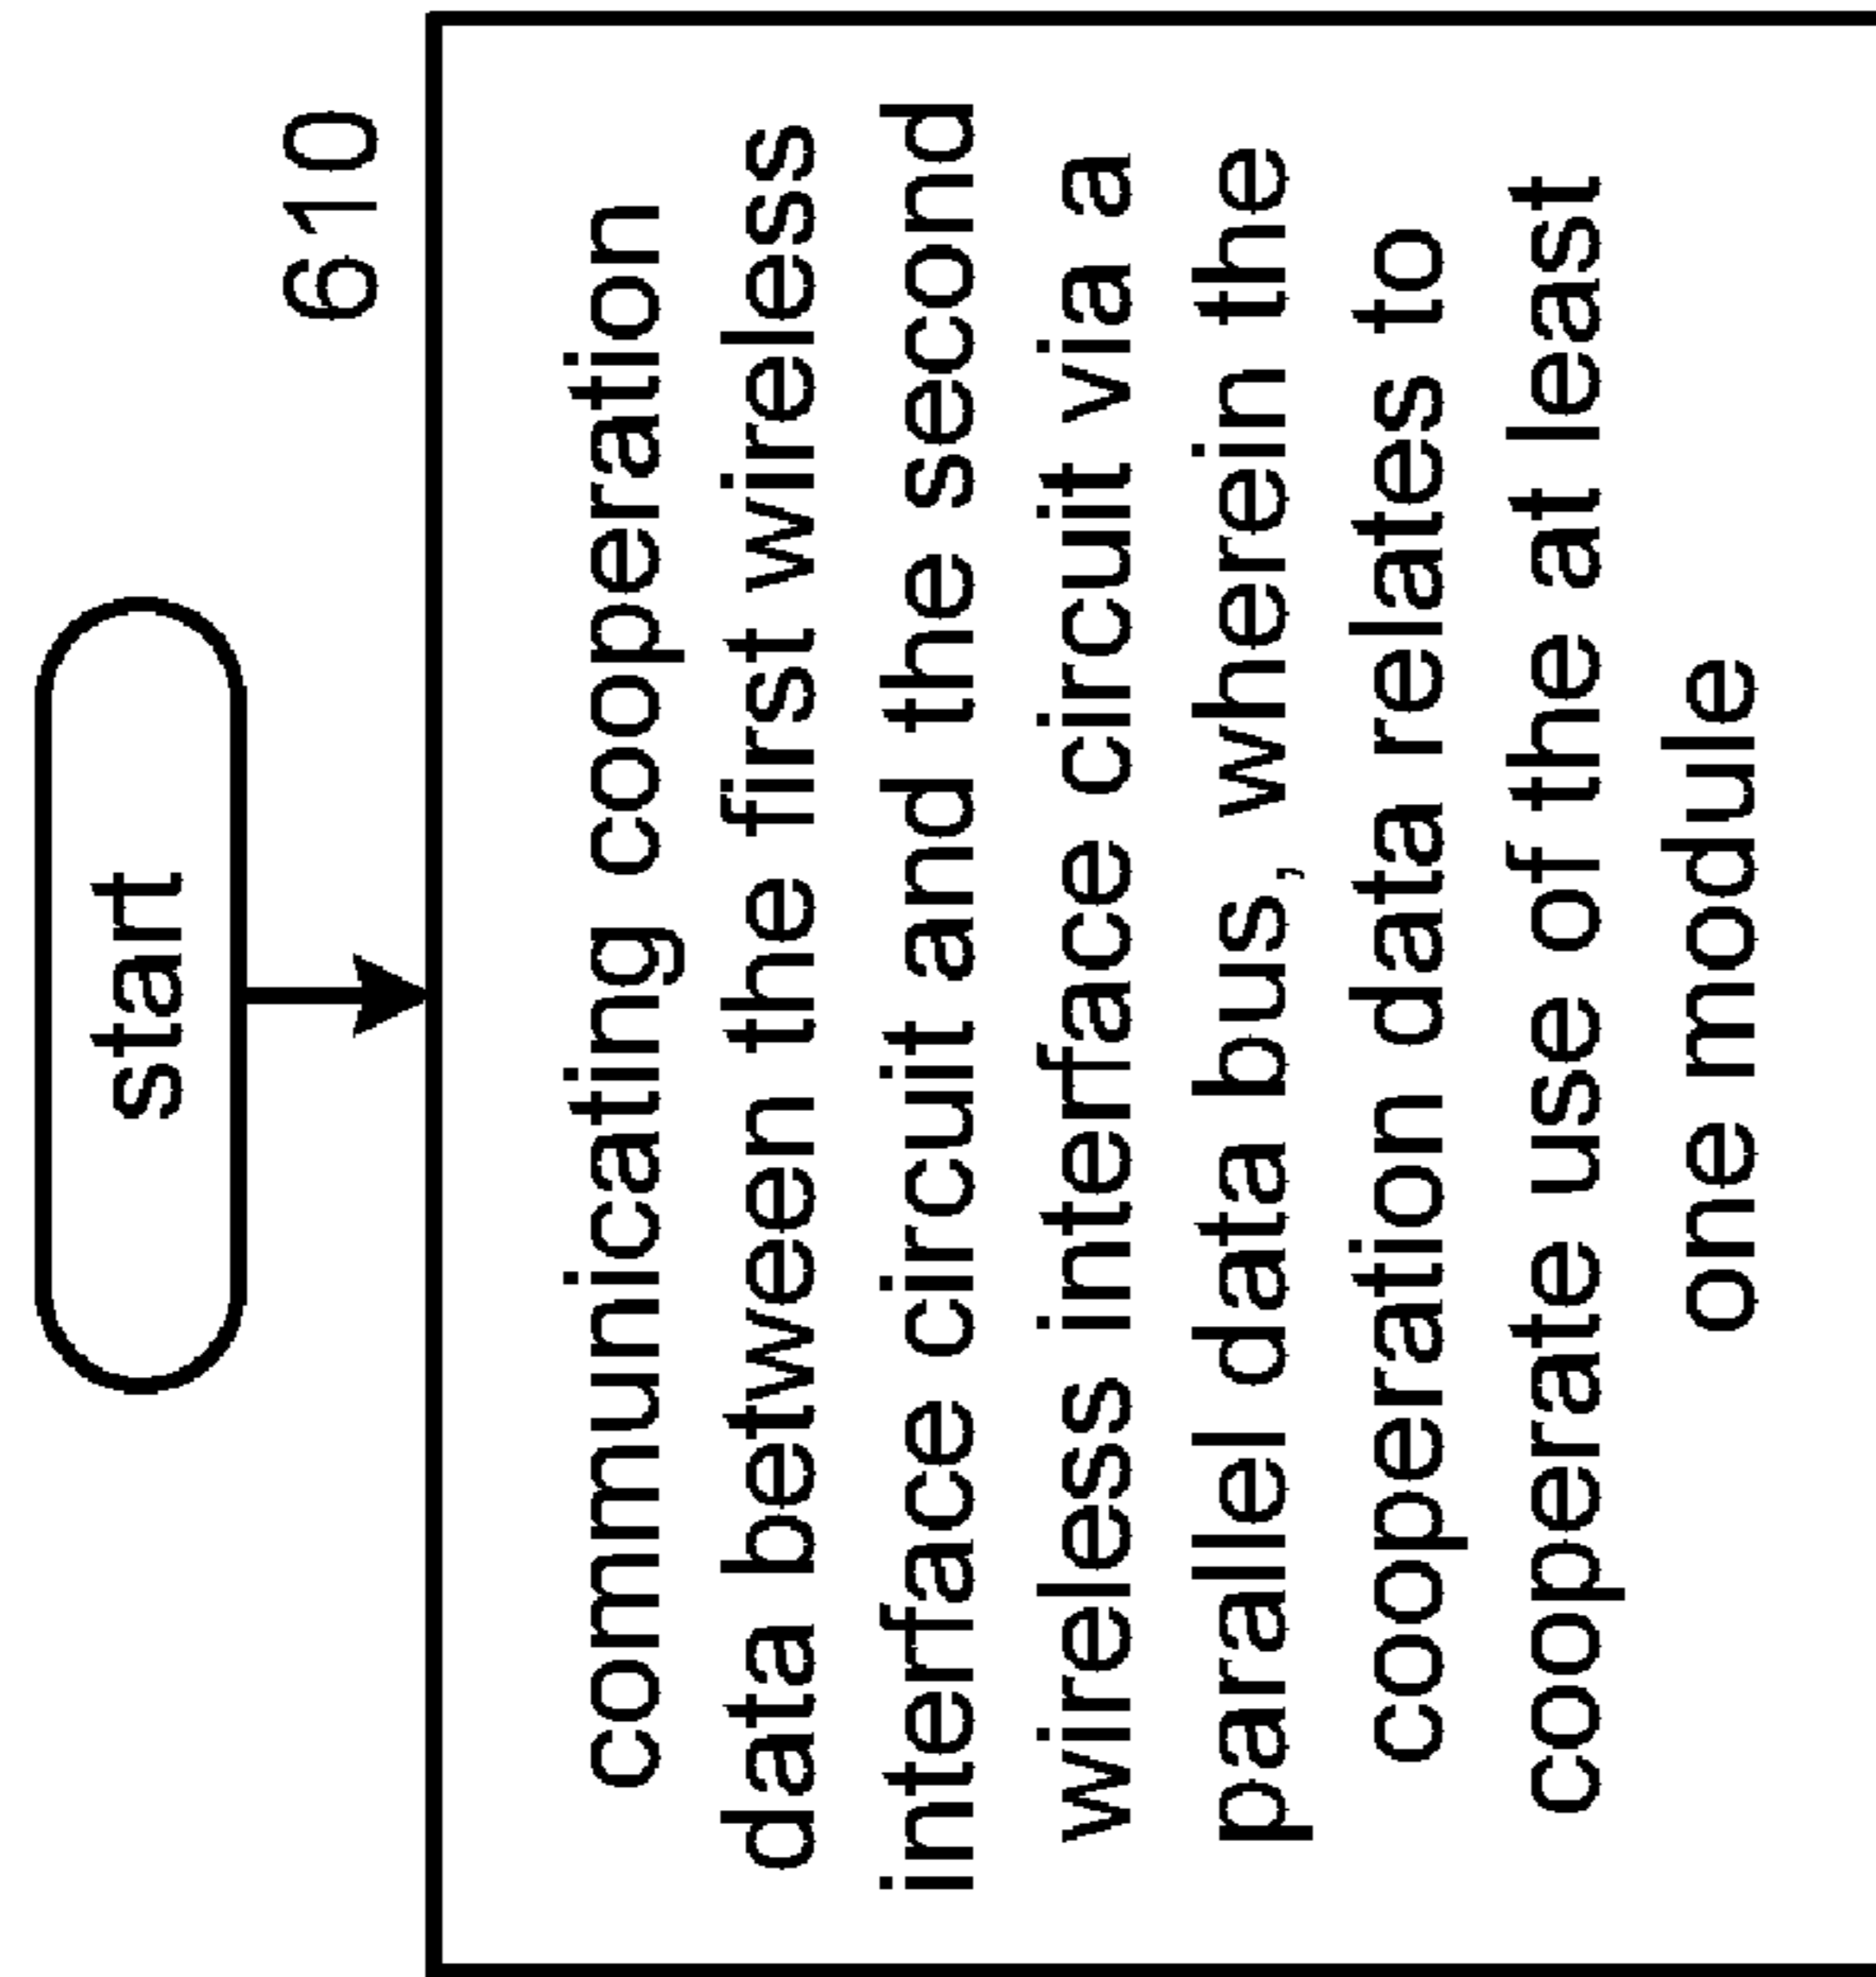 start
610
communicating cooperation
data between the first wireless
interface circuit and the second
wireless interface circuit via a
parallel data bus, wherein the
cooperation data relates to
cooperate use of the at least
one module